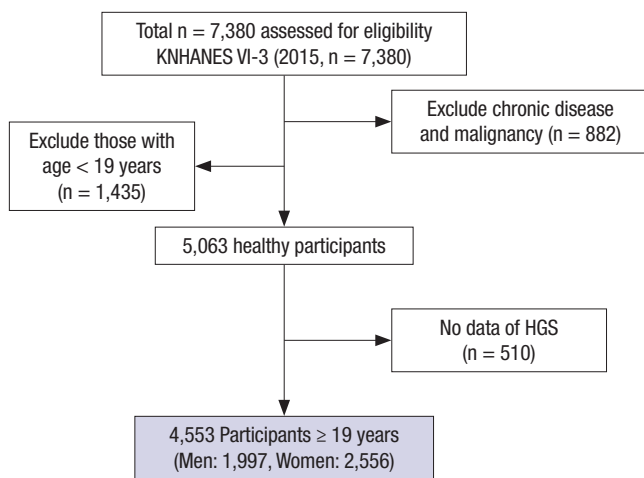 Total n = 7,380 assessed for eligibility
KNHANES VI-3 (2015, n = 7,380)
Exclude chronic disease
and malignancy (n = 882)
Exclude those with
age < 19 years
(n = 1,435)
5,063 healthy participants
No data of HGS
(n = 510)
4,553 Participants ≥ 19 years
(Men: 1,997, Women: 2,556)